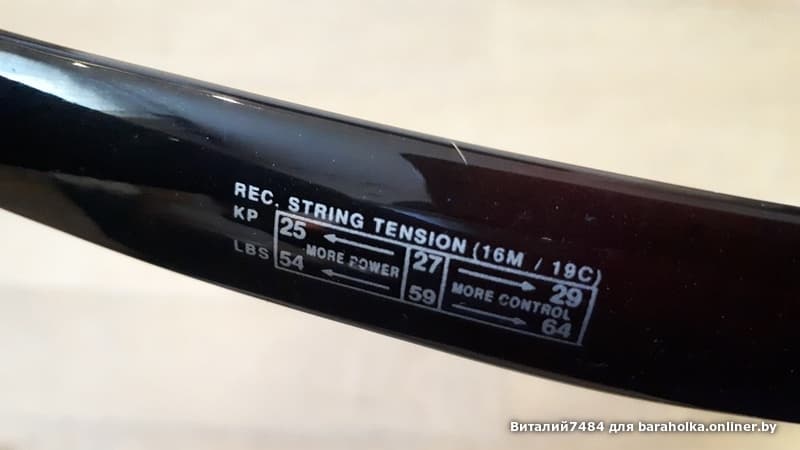 REC. STRING TENSION (16M / 19C)
KP 25 27 29
MORE POWER MORE CONTROL
LBS 54 59 64
Виталий7484 для baraholka.onliner.by